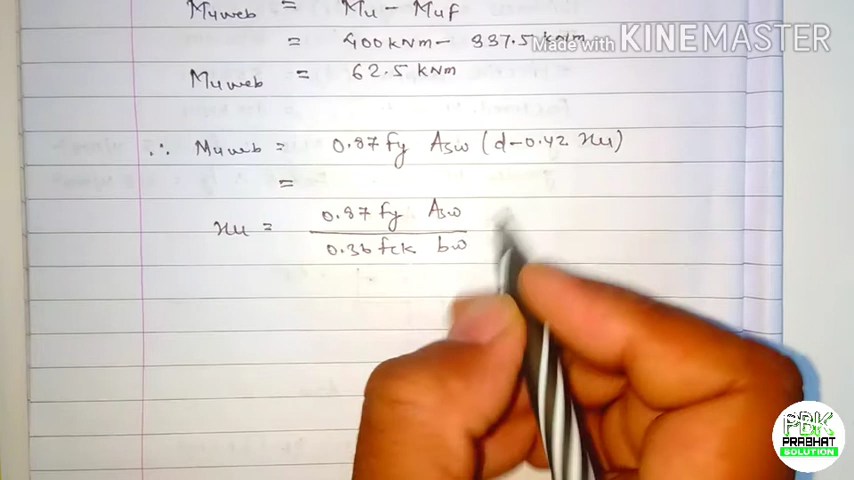 Muweb = Mu - Muf
= 400 kNm - 337.5 kNm
Made with KINEMASTER
Muweb = 62.5 kNm
∴ Muweb = 0.87 fy Asw (d-0.42 xu)
=
xu = 0.87 fy Asw
0.36 fck bw
PBK
PRABHAT
SOLUTION